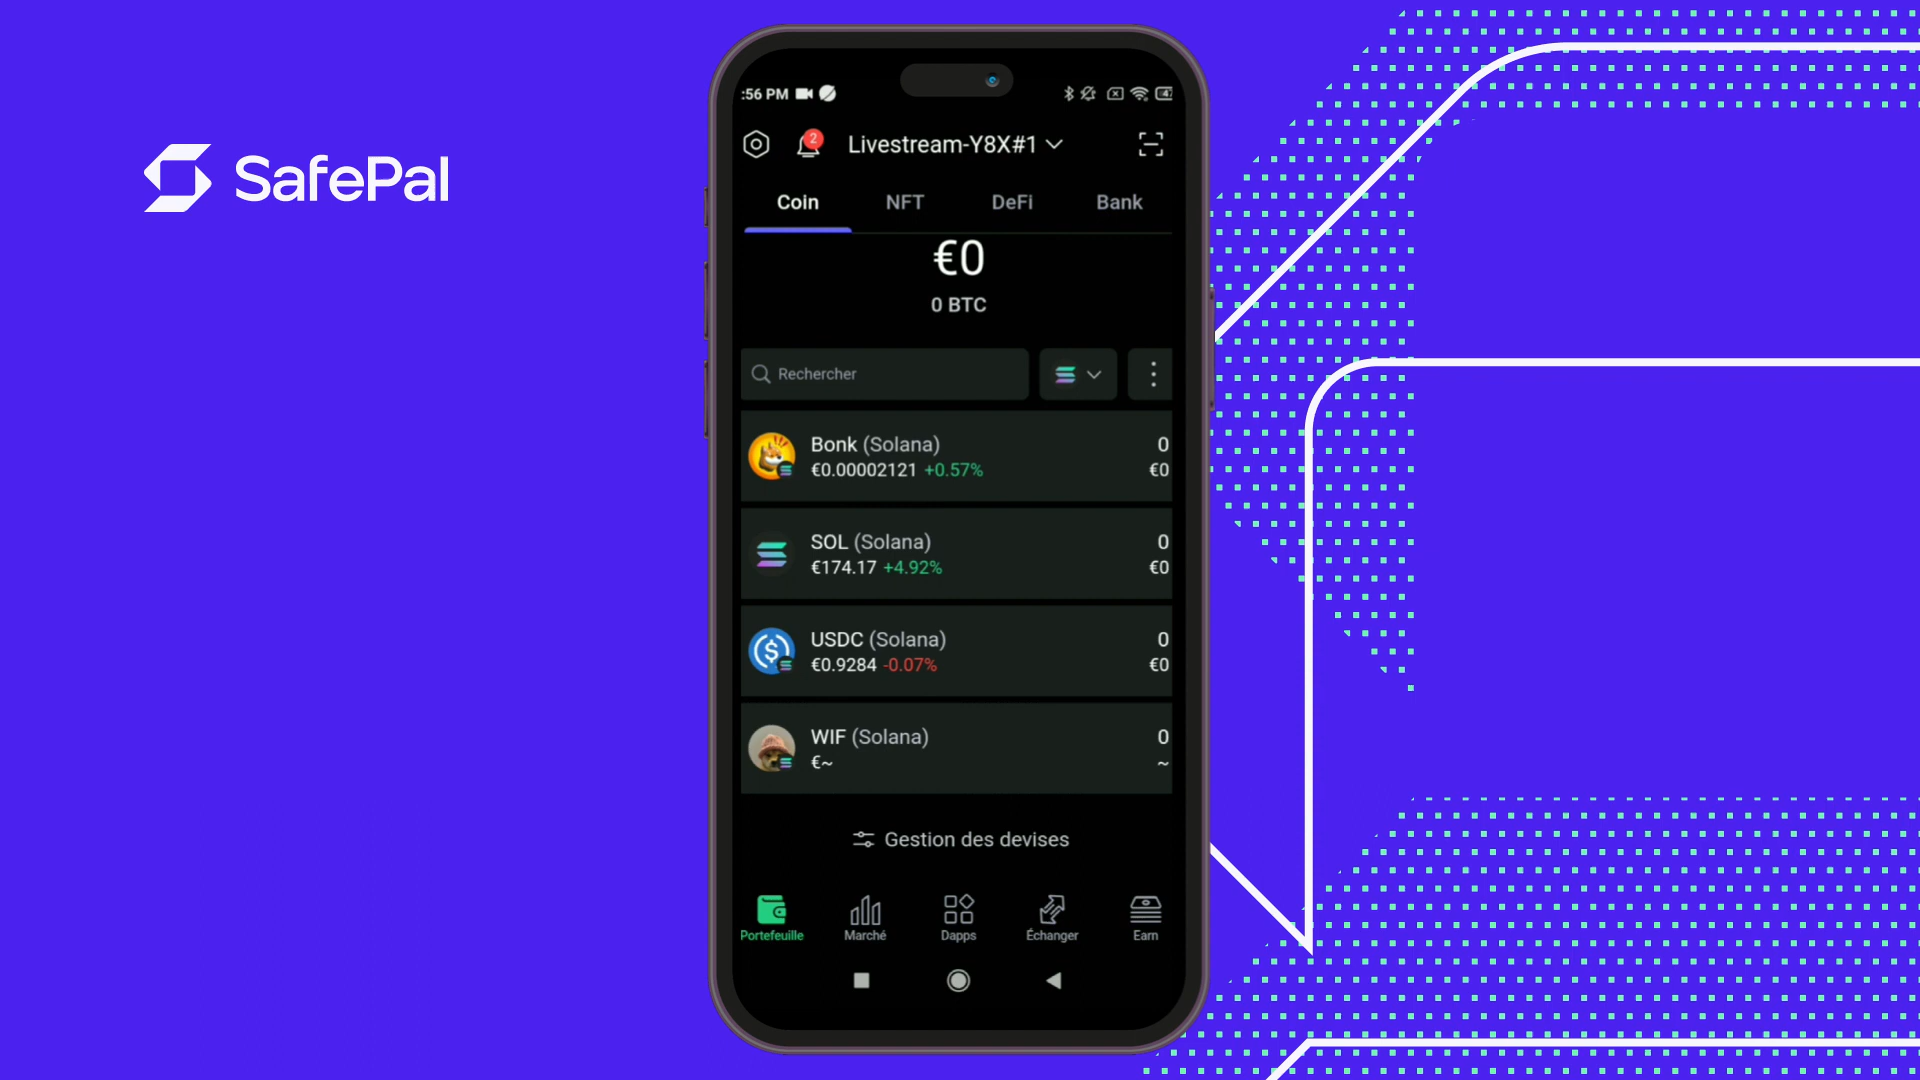 SafePal
:56 PM
2
Livestream-Y8X#1
Coin
NFT
DeFi
Bank
€0
0 BTC
Rechercher
Bonk (Solana)
0
€0.00002121 +0.57%
€0
SOL (Solana)
0
€174.17 +4.92%
€0
USDC (Solana)
0
€0.9284 -0.07%
€0
WIF (Solana)
0
€~
~
Gestion des devises
Portefeuille
Marché
Dapps
Échanger
Earn